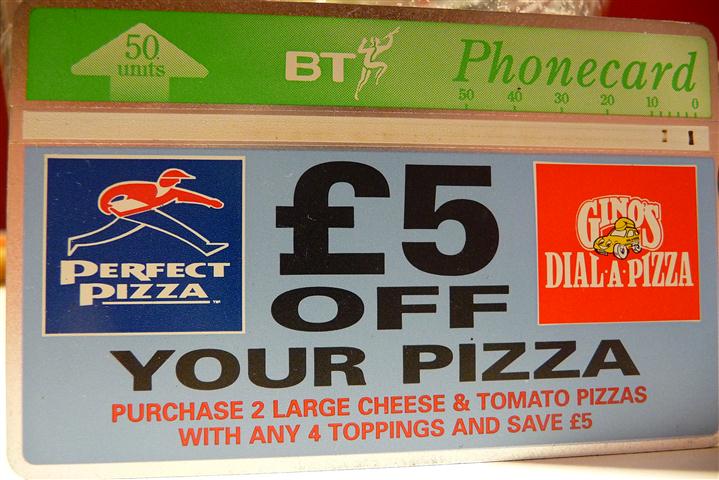 50
units
BT
Phonecard
50 40 30 20 10 0
PERFECT
PIZZA™
£5
OFF
GINO'S
DIAL·A·PIZZA
YOUR PIZZA
PURCHASE 2 LARGE CHEESE & TOMATO PIZZAS
WITH ANY 4 TOPPINGS AND SAVE £5